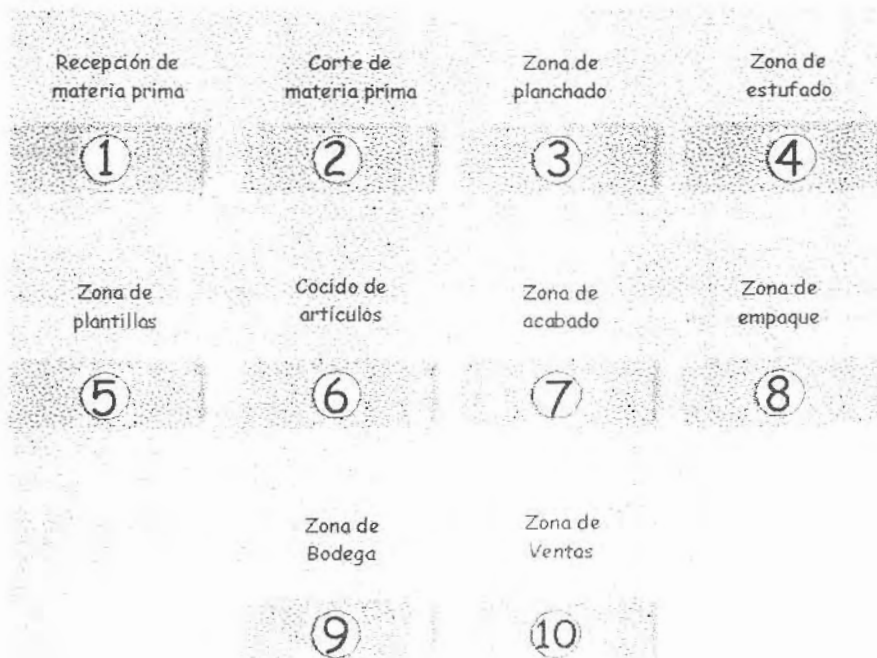 Recepción de
materia prima
1
Corte de
materia prima
2
Zona de
planchado
3
Zona de
estufado
4
Zona de
plantillas
5
Cocido de
artículos
6
Zona de
acabado
7
Zona de
empaque
8
Zona de
Bodega
9
Zona de
Ventas
10